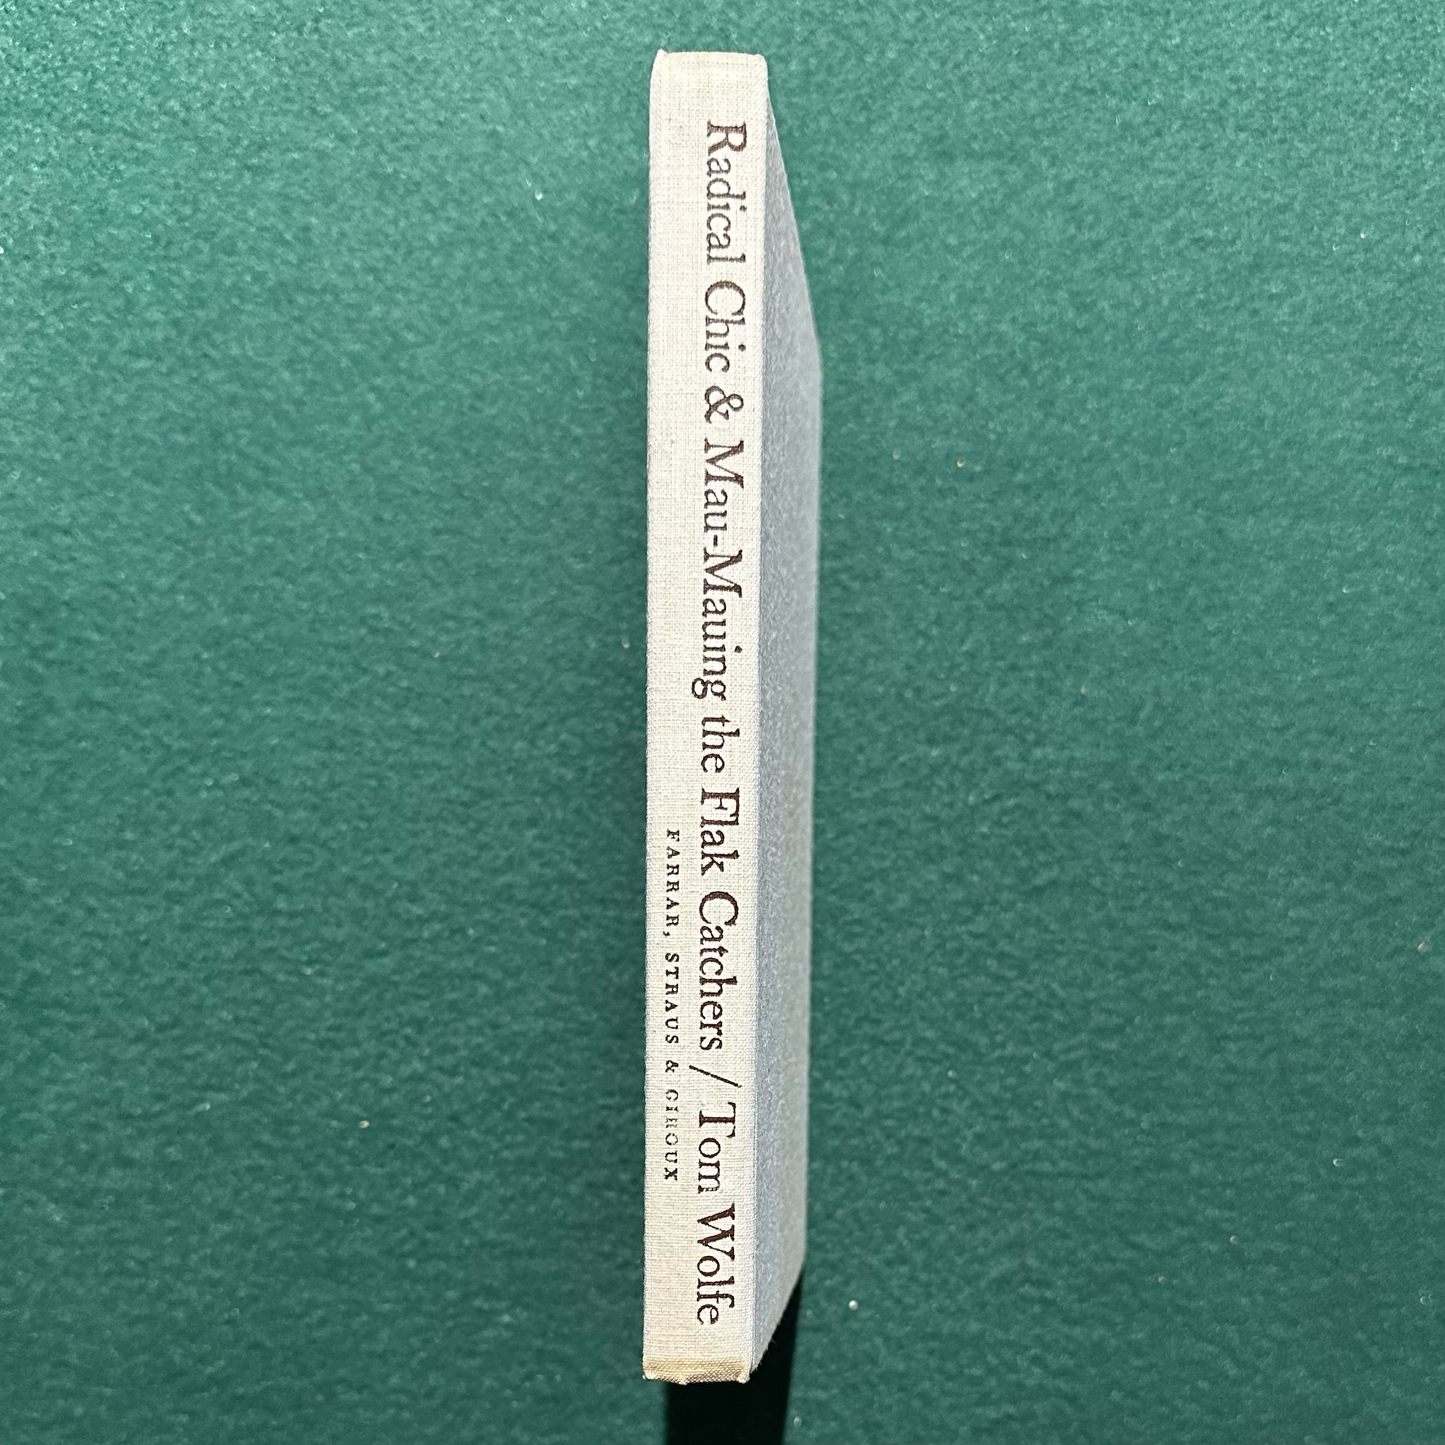 Radical Chic & Mau-Mauing the Flak Catchers / Tom Wolfe
FARRAR, STRAUS & GIROUX